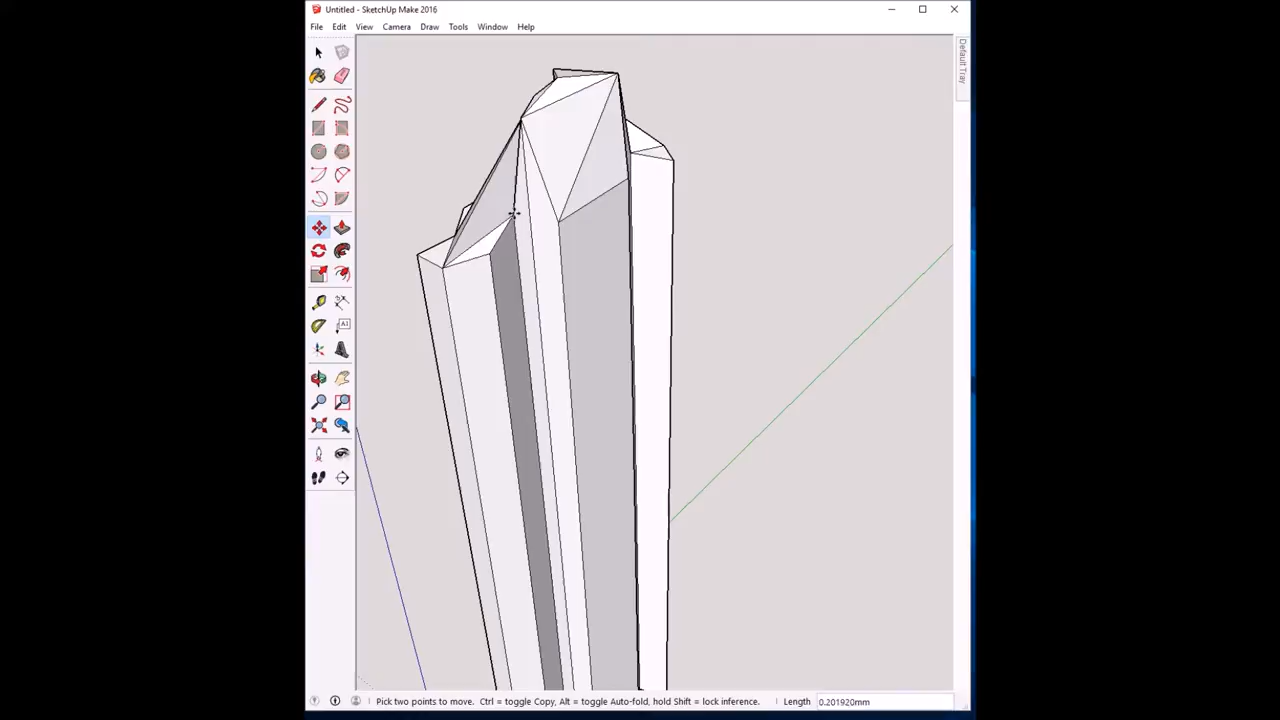 Untitled - SketchUp Make 2016
File Edit View Camera Draw Tools Window Help
Default Tray
A1
Pick two points to move. Ctrl = toggle Copy, Alt = toggle Auto-fold, hold Shift = lock inference. Length 0.201920mm